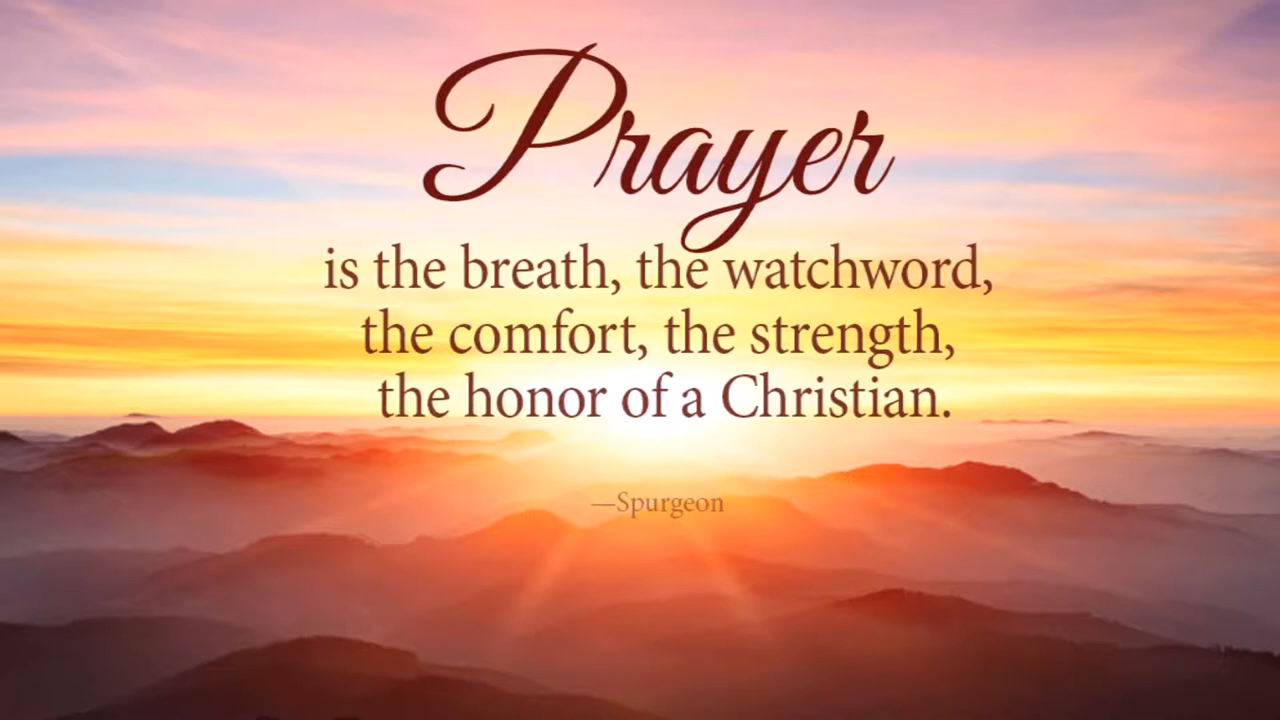 Prayer
is the breath, the watchword,
the comfort, the strength,
the honor of a Christian.
—Spurgeon